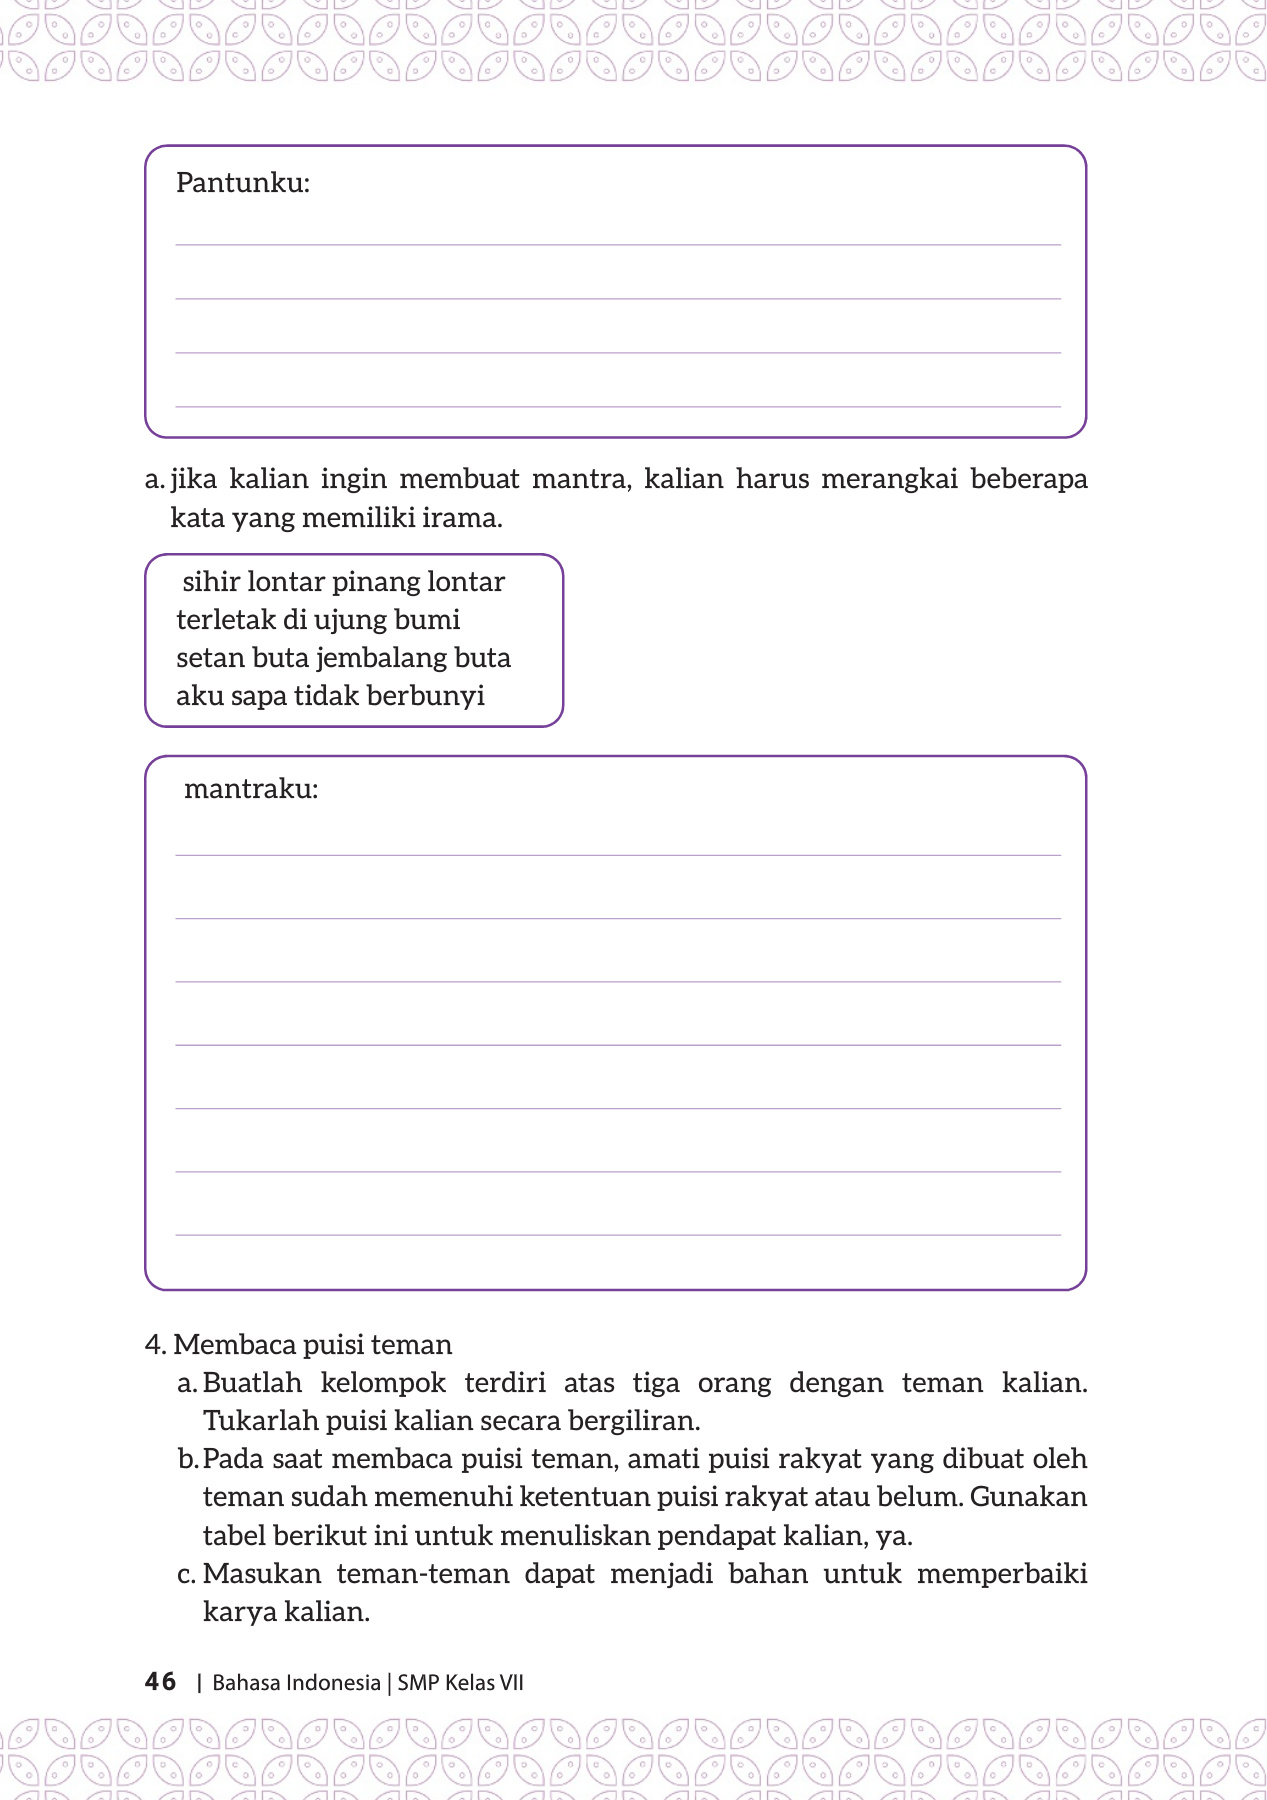 Pantunku:
a. jika kalian ingin membuat mantra, kalian harus merangkai beberapa
kata yang memiliki irama.
sihir lontar pinang lontar
terletak di ujung bumi
setan buta jembalang buta
aku sapa tidak berbunyi
mantraku:
4. Membaca puisi teman
a. Buatlah kelompok terdiri atas tiga orang dengan teman kalian.
Tukarlah puisi kalian secara bergiliran.
b. Pada saat membaca puisi teman, amati puisi rakyat yang dibuat oleh
teman sudah memenuhi ketentuan puisi rakyat atau belum. Gunakan
tabel berikut ini untuk menuliskan pendapat kalian, ya.
c. Masukan teman-teman dapat menjadi bahan untuk memperbaiki
karya kalian.
46 | Bahasa Indonesia | SMP Kelas VII